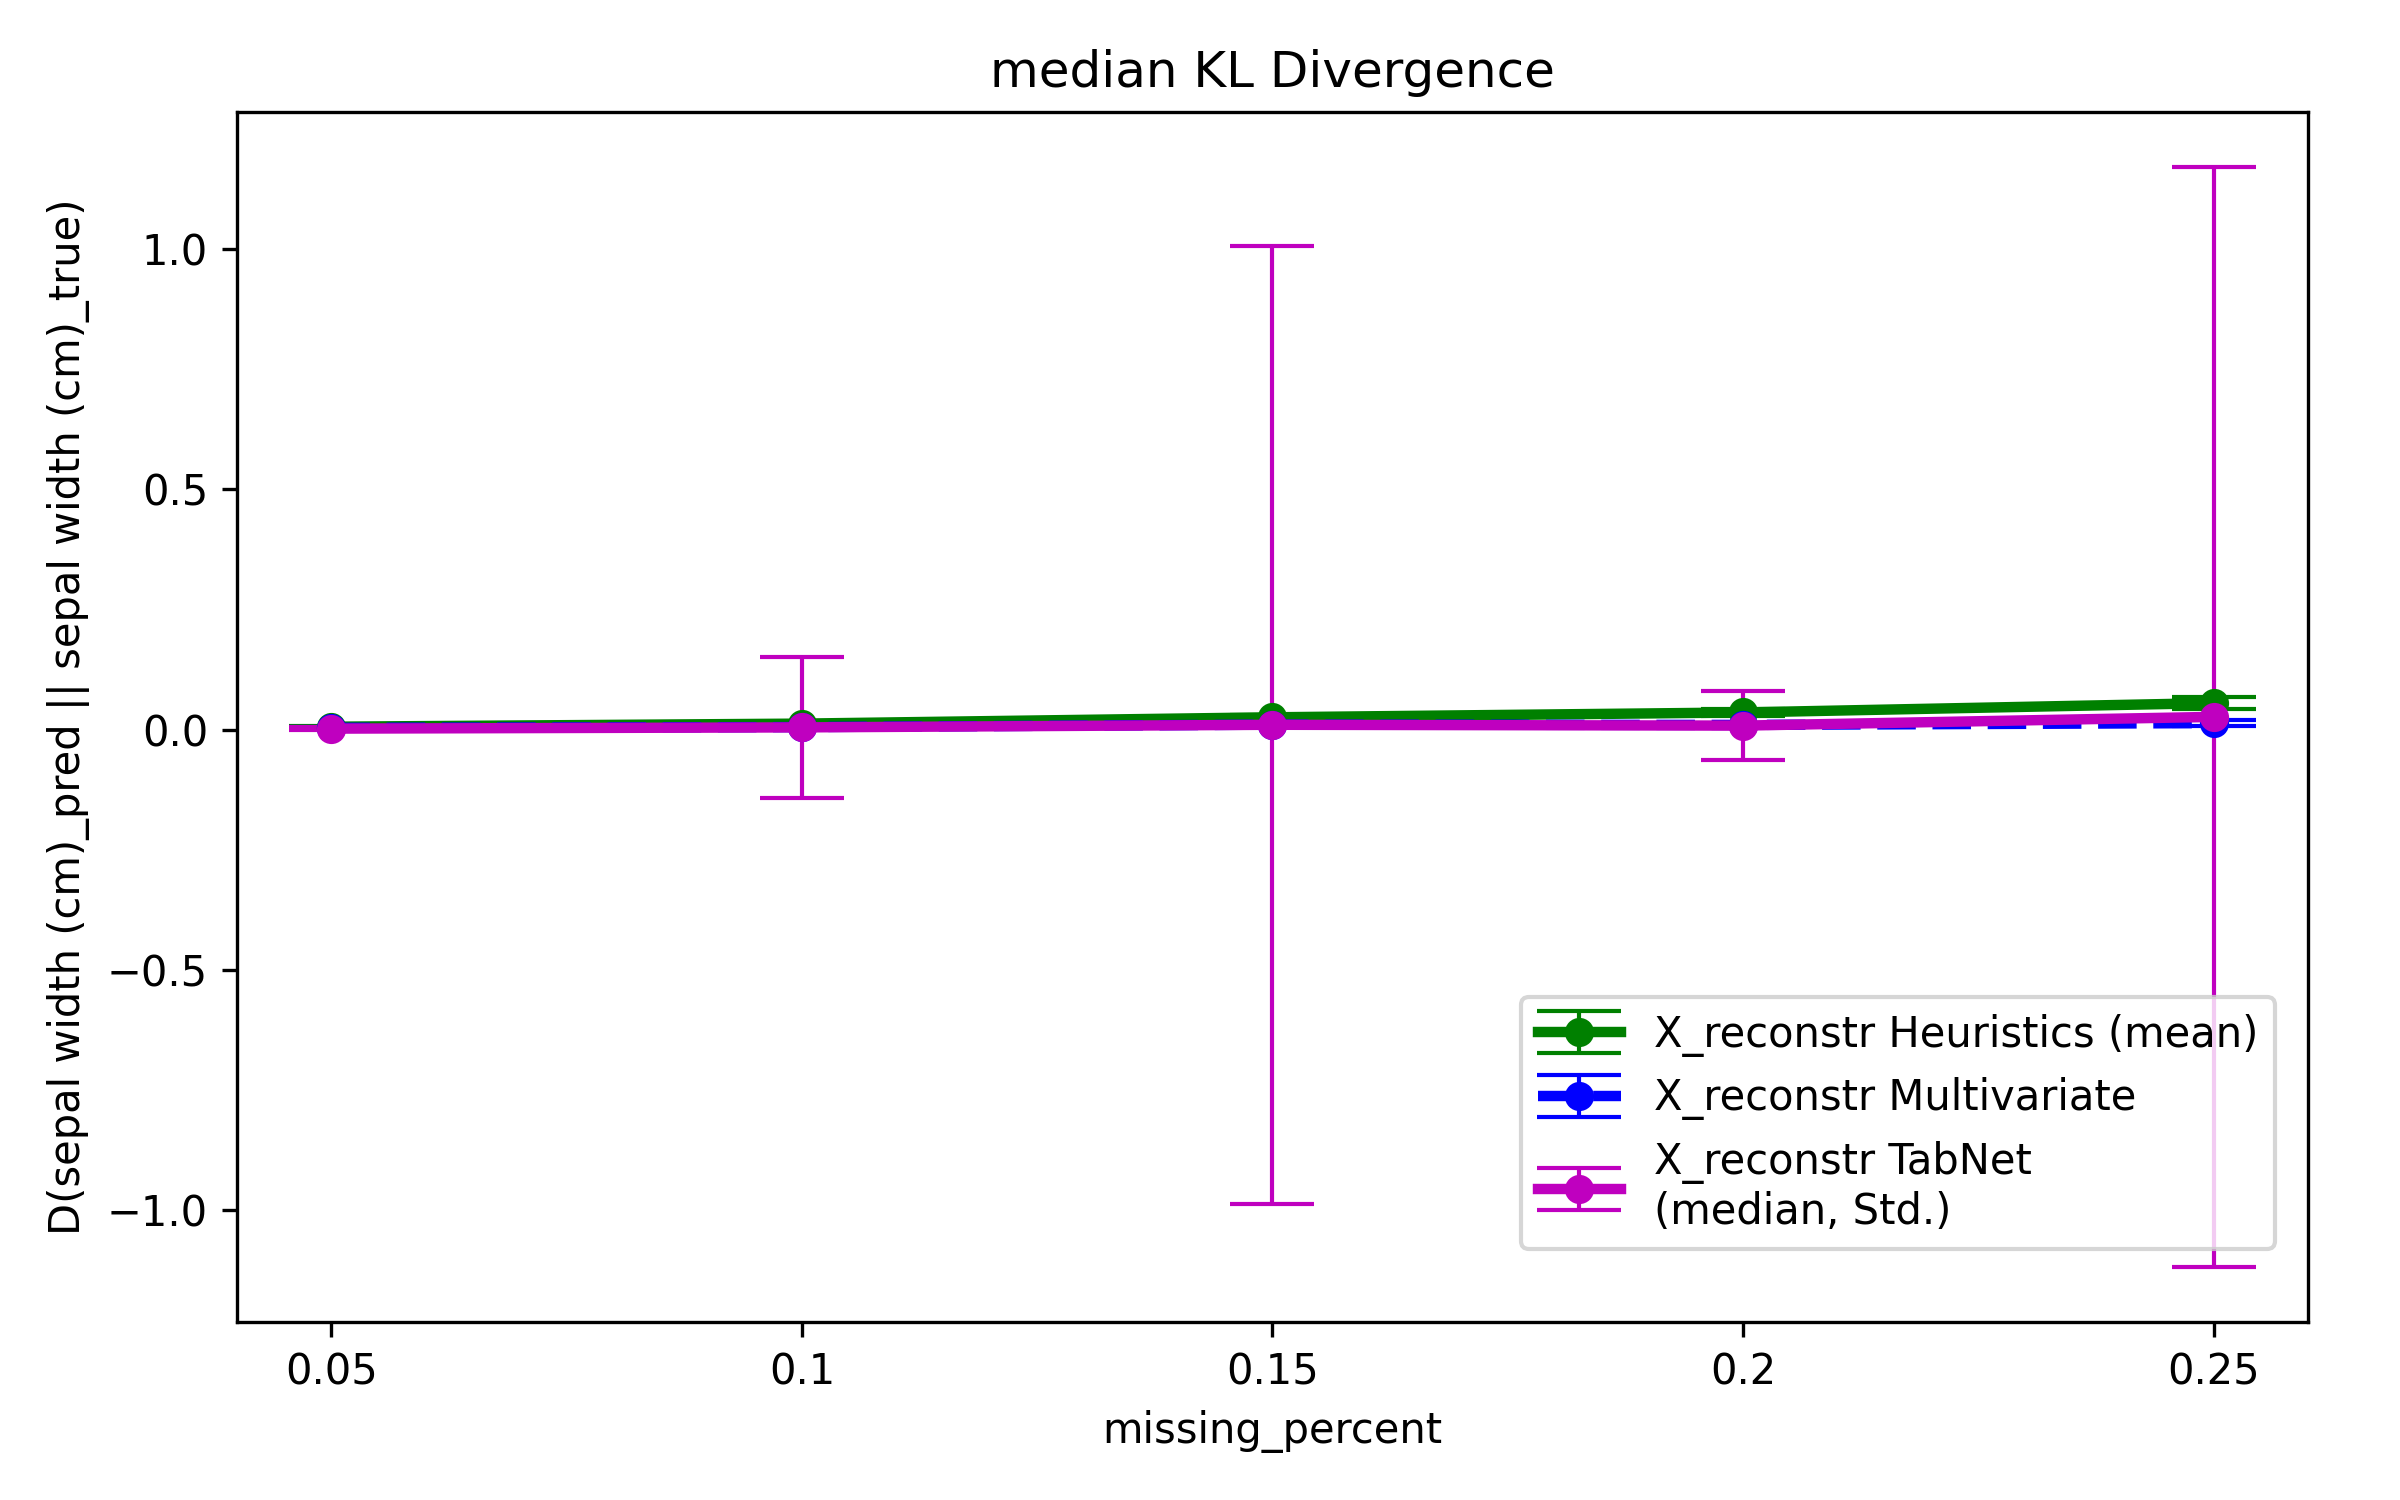 median KL Divergence
D(sepal width (cm)_pred || sepal width (cm)_true)
1.0
0.5
0.0
−0.5
−1.0
X_reconstr Heuristics (mean)
X_reconstr Multivariate
X_reconstr TabNet
(median, Std.)
0.05
0.1
0.15
0.2
0.25
missing_percent